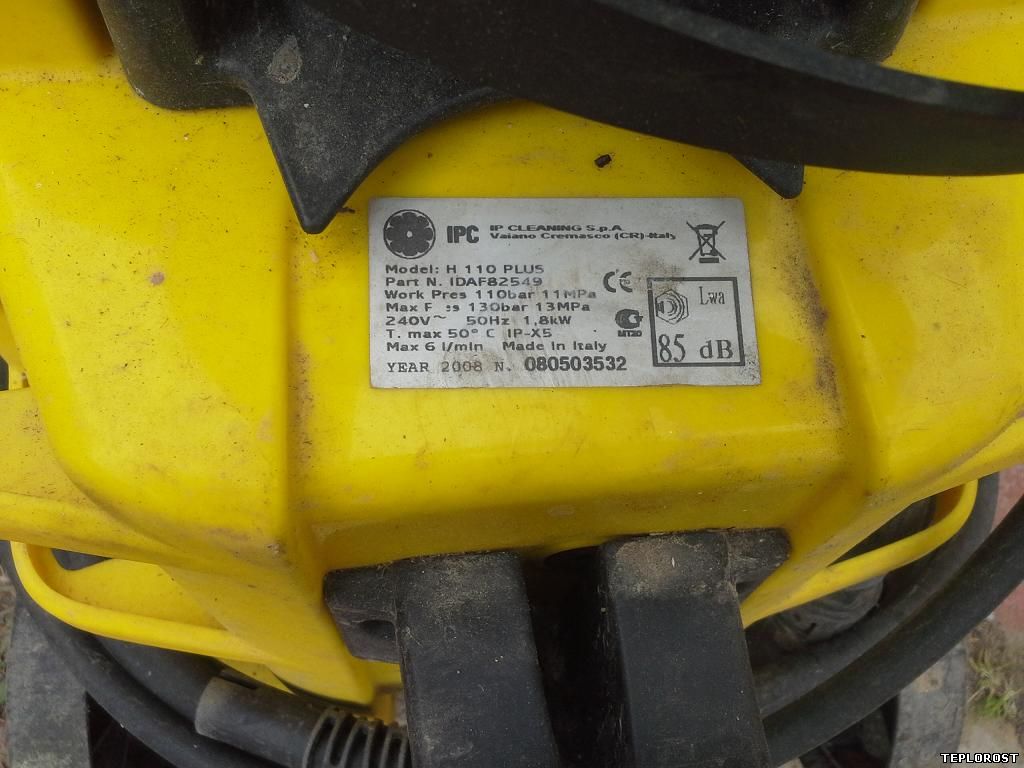 IPC IP CLEANING S.p.A.
Vaiano Cremasco (CR)-Italy
Model: H 110 PLUS
Part N. IDAF82549
Work Pres 110bar 11MPa
Max 130bar 13MPa
240V~ 50Hz 1,8kW
T. max 50° C IP-X5
Max 6 l/min Made in Italy
YEAR 2008 N. 080503532
CE
MT20
Lwa
85 dB
TEPLOROST